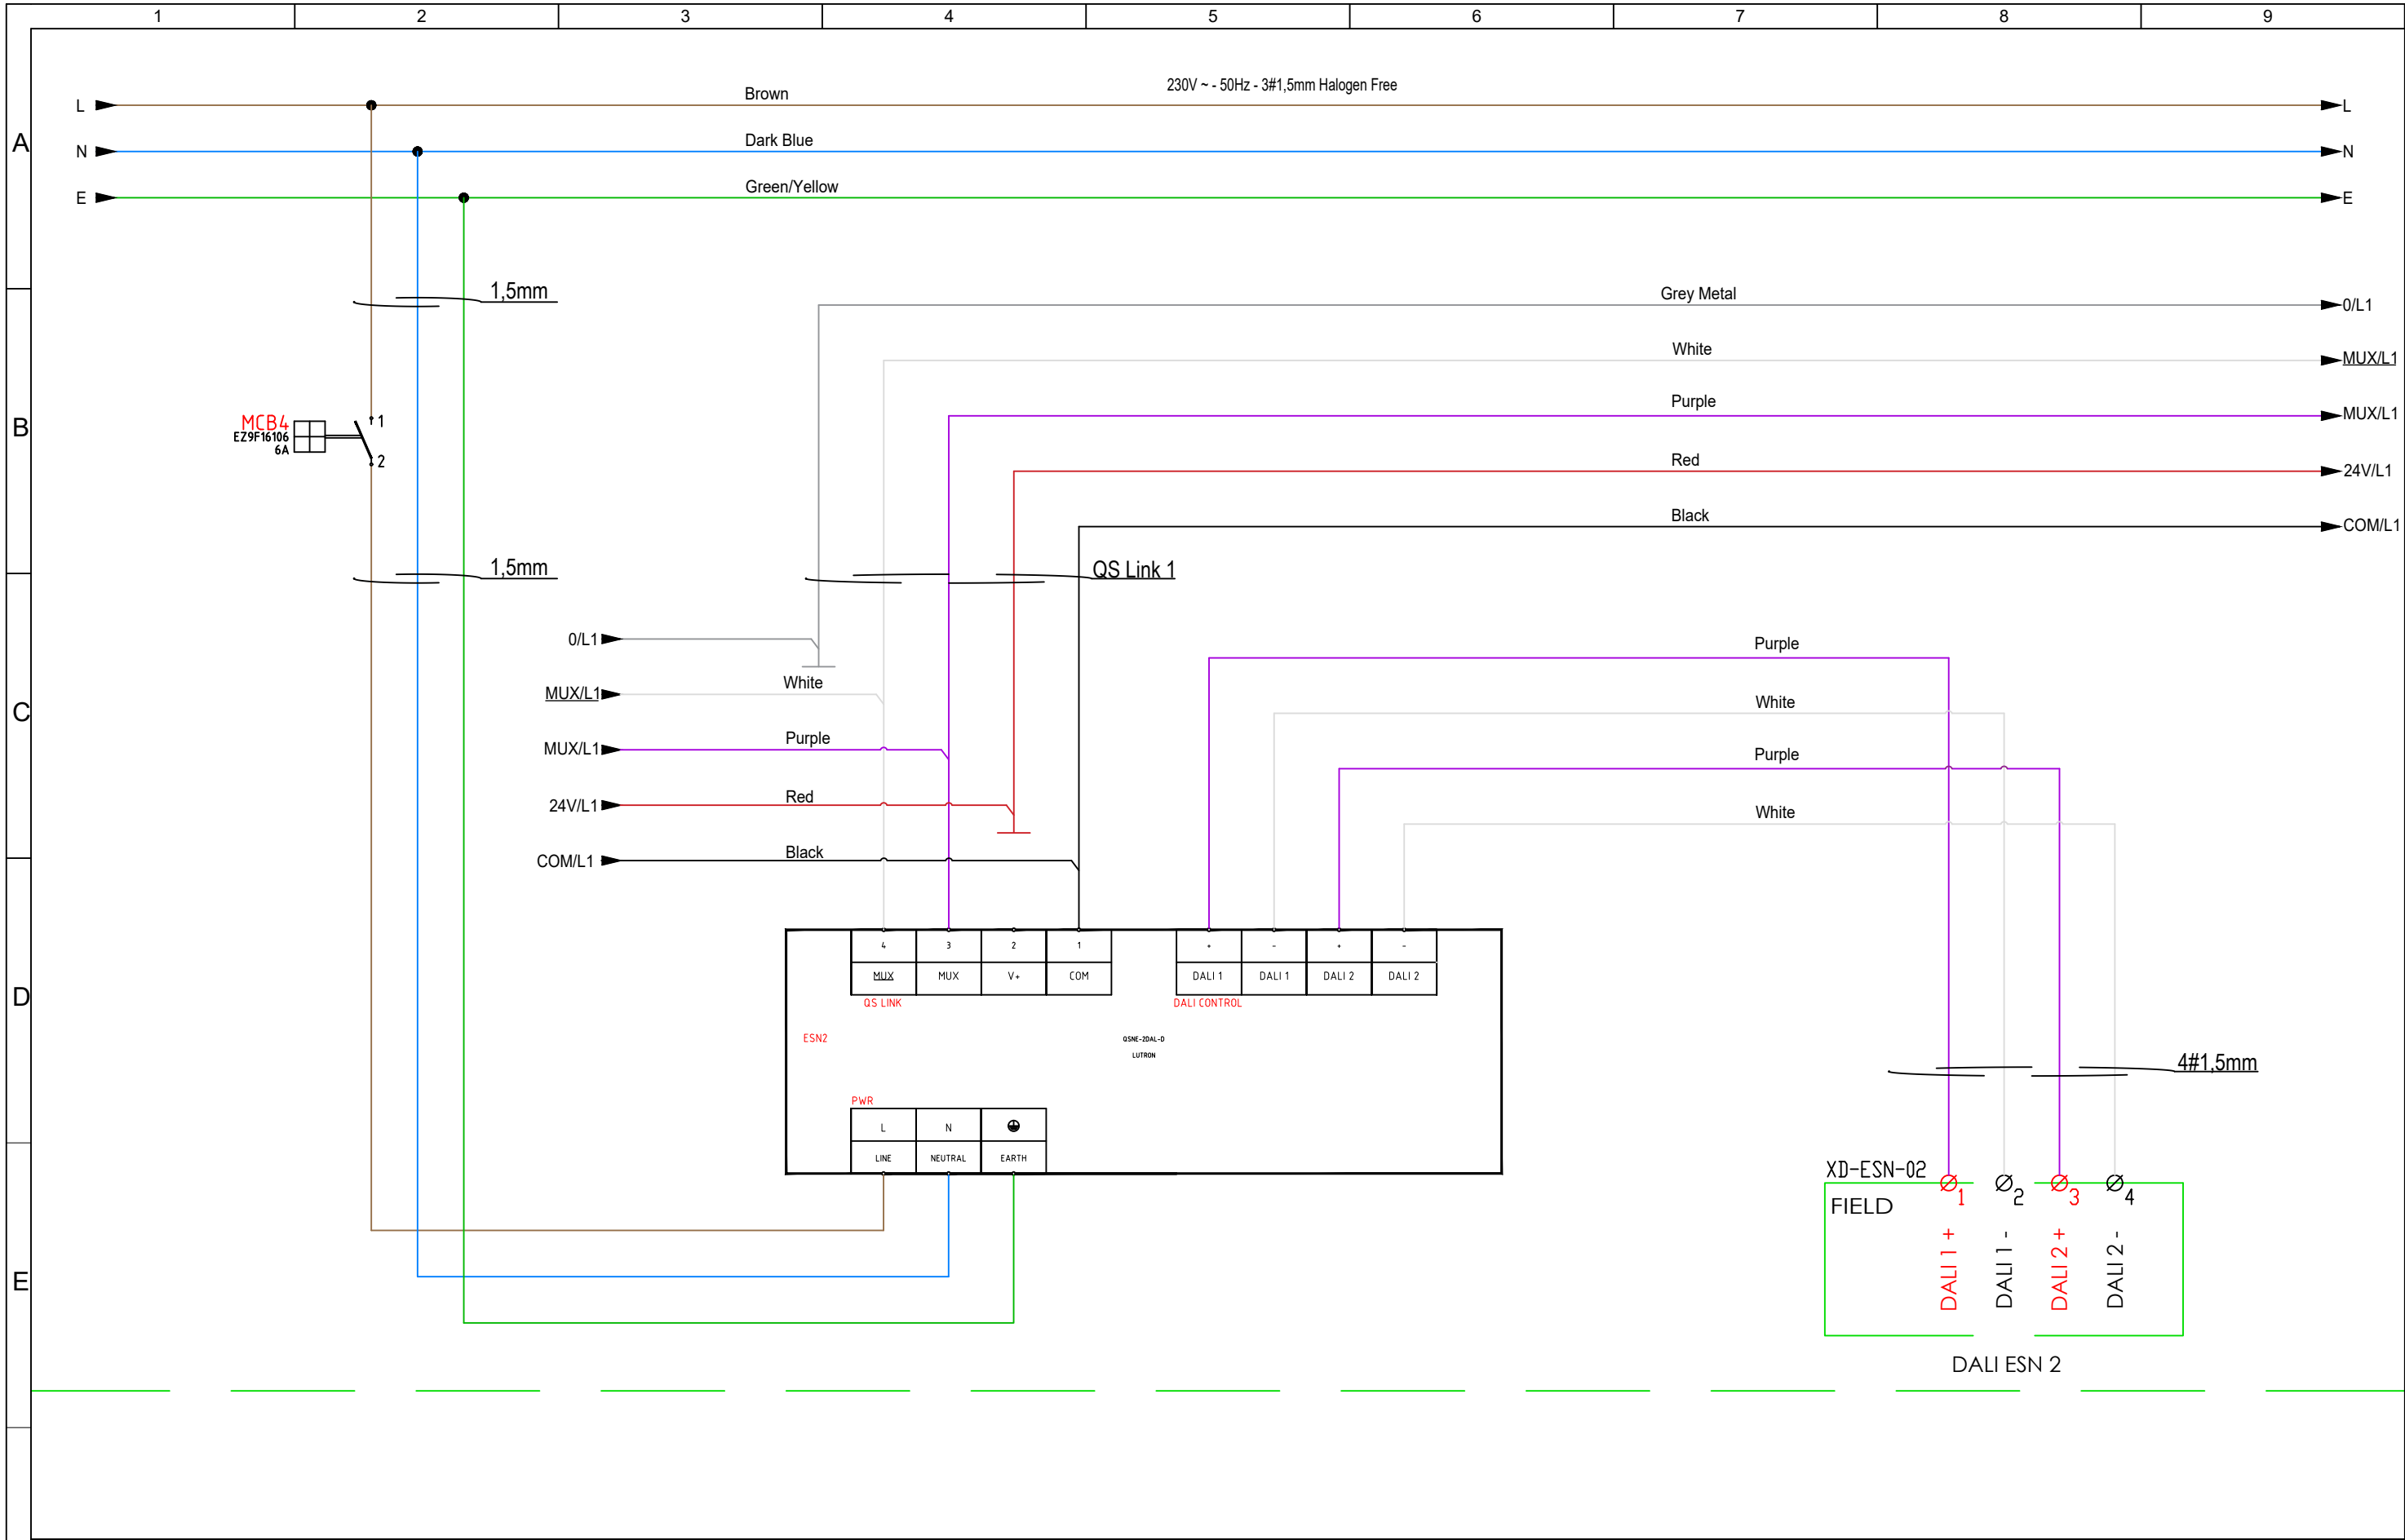 1 2 3 4 5 6 7 8 9
230V ~ - 50Hz - 3#1,5mm Halogen Free
L Brown L
A
N Dark Blue N
E Green/Yellow E
1,5mm
Grey Metal 0/L1
White MUX/L1
Purple MUX/L1
B
MCB4
EZ9F16106
6A
1
2
Red 24V/L1
Black COM/L1
1,5mm
QS Link 1
0/L1
Purple
MUX/L1 White
White
C
MUX/L1 Purple
Purple
24V/L1 Red
White
COM/L1 Black
4 3 2 1 + - + -
MUX MUX V+ COM DALI 1 DALI 1 DALI 2 DALI 2
QS LINK DALI CONTROL
D
ESN2
QSNE-2DAL-D
LUTRON
4#1,5mm
PWR
L N
LINE NEUTRAL EARTH
XD-ESN-02
FIELD
1 2 3 4
DALI 1 +
DALI 1 -
DALI 2 +
DALI 2 -
E
DALI ESN 2